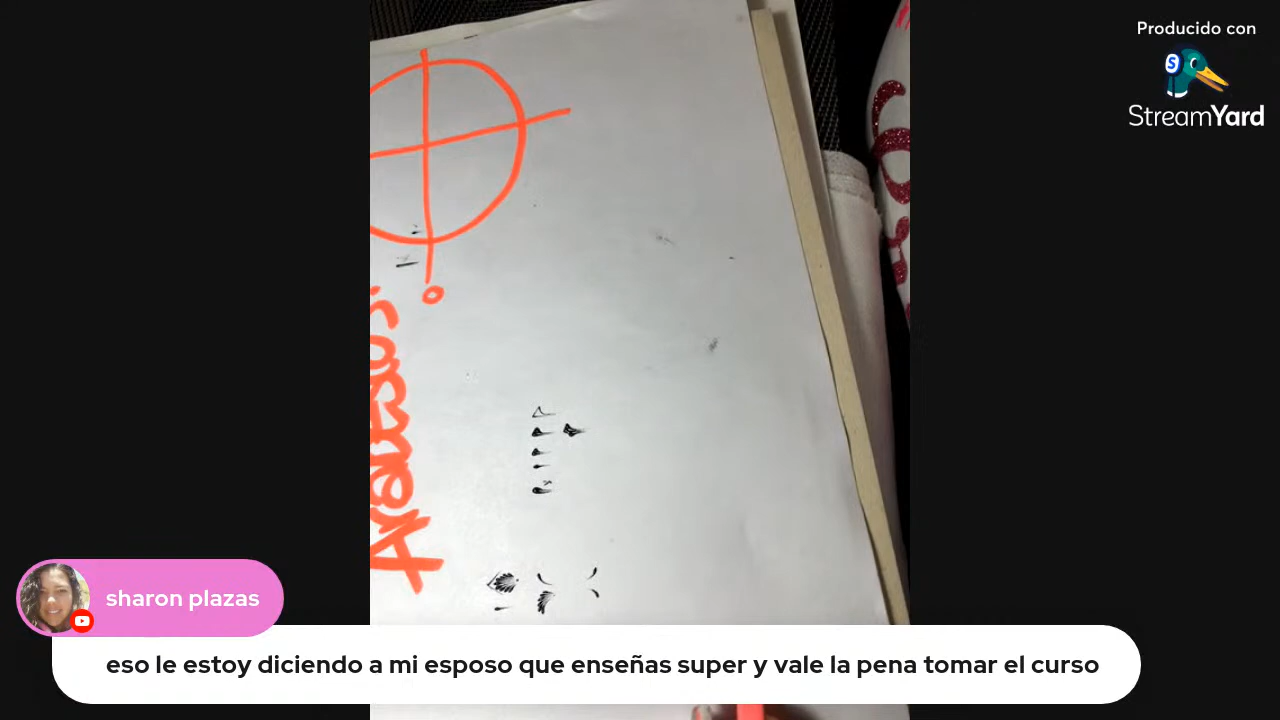 Producido con
StreamYard
sharon plazas
eso le estoy diciendo a mi esposo que enseñas super y vale la pena tomar el curso